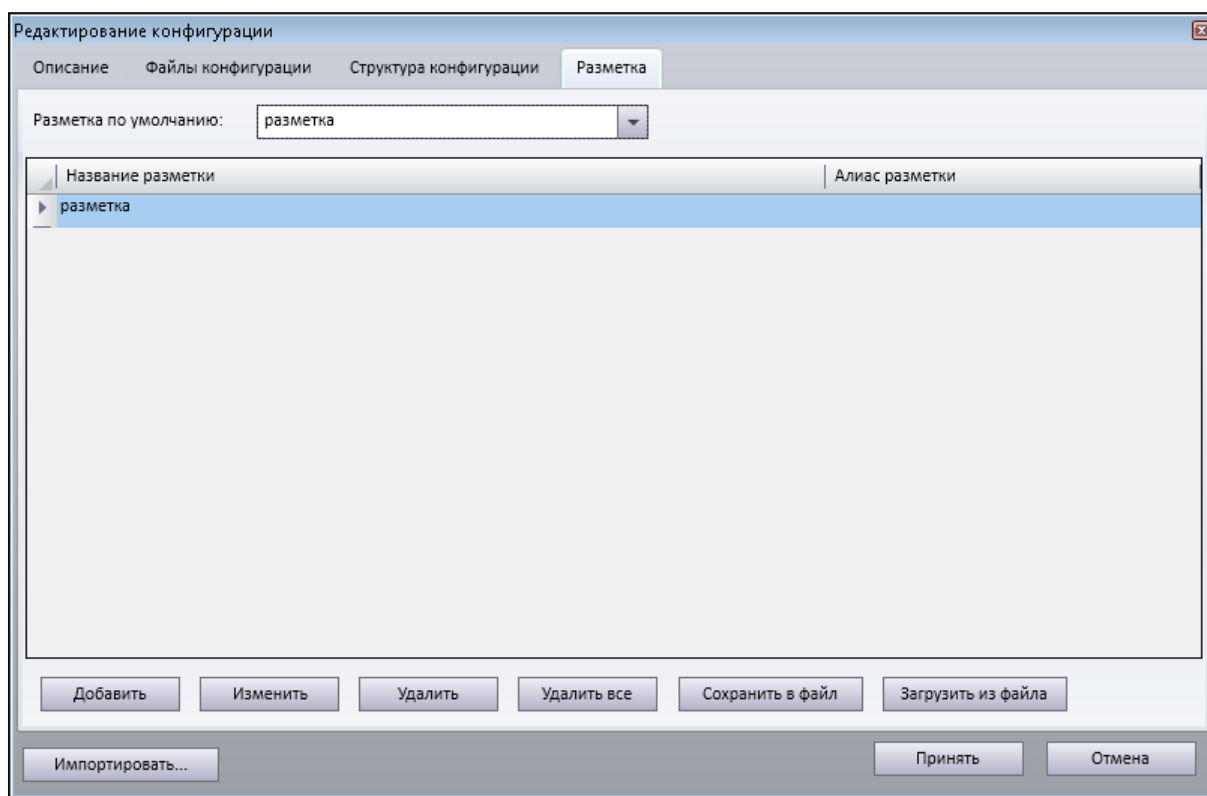 Редактирование конфигурации
Описание Файлы конфигурации Структура конфигурации Разметка
Разметка по умолчанию: разметка
Название разметки Алиас разметки
разметка
Добавить Изменить Удалить Удалить все Сохранить в файл Загрузить из файла
Импортировать... Принять Отмена